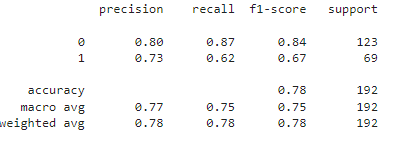 precision recall f1-score support
0 0.80 0.87 0.84 123
1 0.73 0.62 0.67 69
accuracy 0.78 192
macro avg 0.77 0.75 0.75 192
weighted avg 0.78 0.78 0.78 192